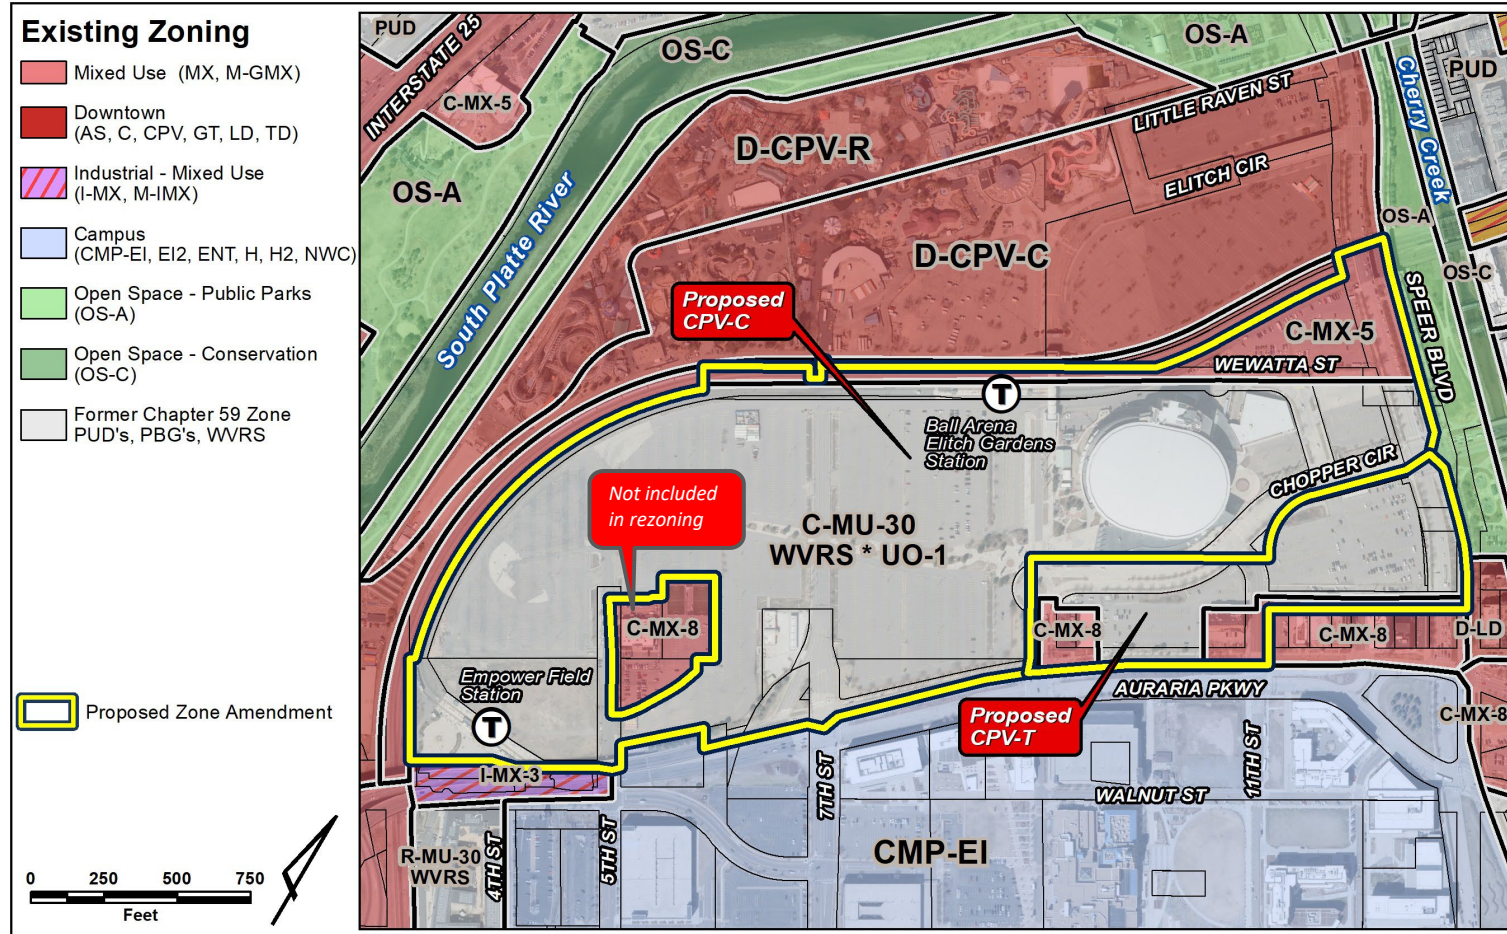 Existing Zoning
Mixed Use (MX, M-GMX)
Downtown
(AS, C, CPV, GT, LD, TD)
Industrial - Mixed Use
(I-MX, M-IMX)
Campus
(CMP-EI, EI2, ENT, H, H2, NWC)
Open Space - Public Parks
(OS-A)
Open Space - Conservation
(OS-C)
Former Chapter 59 Zone
PUD's, PBG's, WVRS
Proposed Zone Amendment
0 250 500 750
Feet
PUD
INTERSTATE 25
C-MX-5
OS-C
OS-A
PUD
Cherry Creek
LITTLE RAVEN ST
D-CPV-R
ELITCH CIR
OS-A
South Platte River
OS-A
D-CPV-C
OS-C
Proposed
CPV-C
SPEER BLVD
C-MX-5
WEWATTA ST
T
Ball Arena
Elitch Gardens
Station
CHOPPER CIR
Not included
in rezoning
C-MU-30
WVRS * UO-1
C-MX-8
C-MX-8
C-MX-8
D-LD
Empower Field
Station
T
AURARIA PKWY
Proposed
CPV-T
C-MX-8
I-MX-3
7TH ST
11TH ST
WALNUT ST
R-MU-30
WVRS
4TH ST
5TH ST
CMP-EI